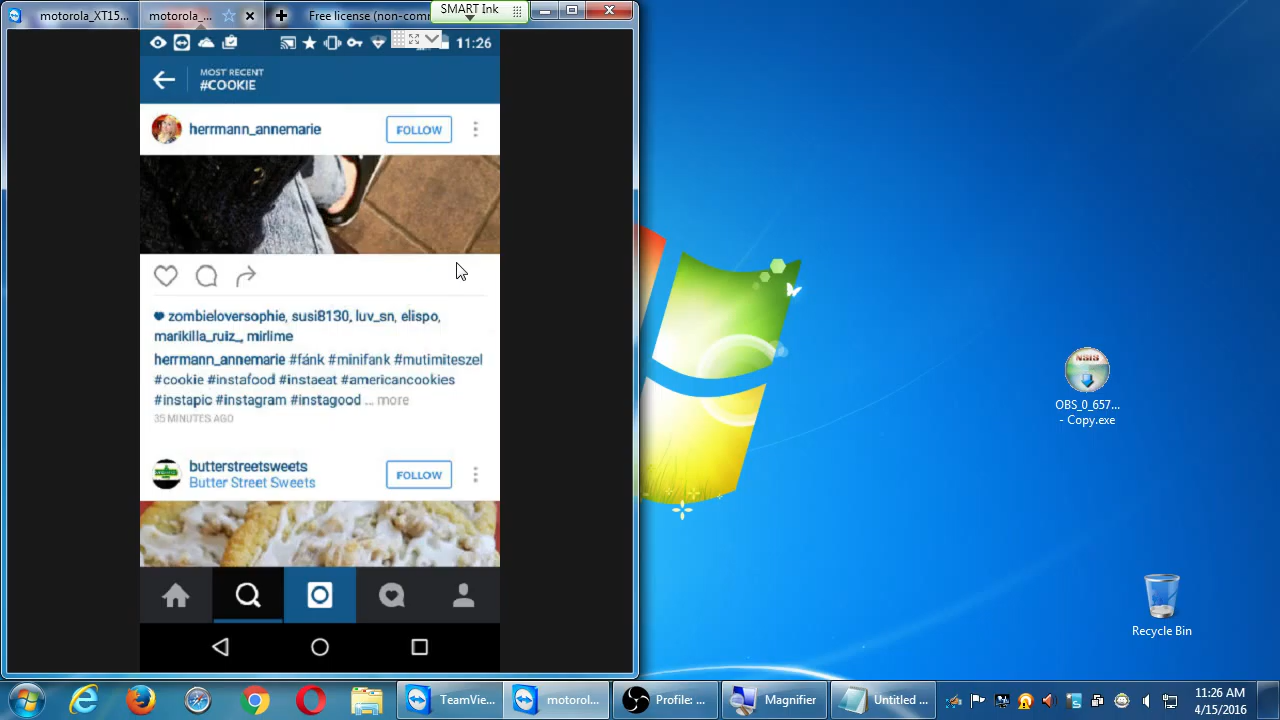 motorola_XT15...
motorola_...
Free license (non-comm
SMART Ink
11:26
MOST RECENT
#COOKIE
herrmann_annemarie
FOLLOW
zombieloversophie, susi8130, luv_sn, elispo,
marikilla_ruiz_, mirlime
herrmann_annemarie #fánk #minifank #mutimiteszel
#cookie #instafood #instaeat #americancookies
#instapic #instagram #instagood ... more
35 MINUTES AGO
butterstreetsweets
Butter Street Sweets
FOLLOW
NSIS
OBS_0_657...
- Copy.exe
Recycle Bin
TeamVie...
motorol...
Profile: ...
Magnifier
Untitled ...
11:26 AM
4/15/2016